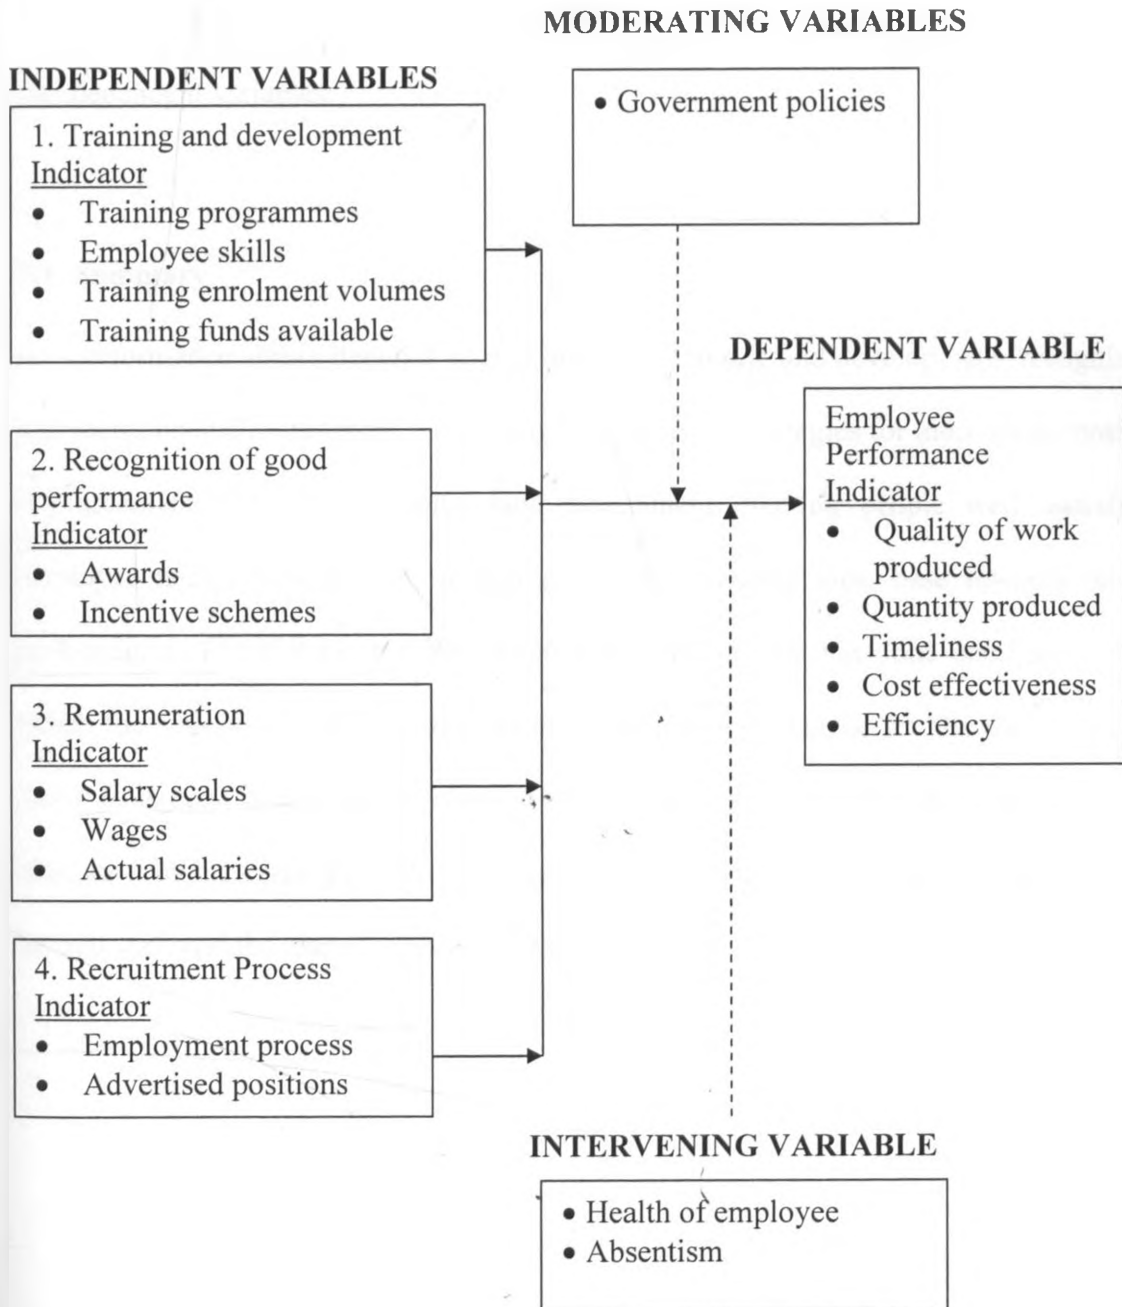 MODERATING VARIABLES
INDEPENDENT VARIABLES
1. Training and development
Indicator
• Training programmes
• Employee skills
• Training enrolment volumes
• Training funds available
• Government policies
2. Recognition of good
performance
Indicator
• Awards
• Incentive schemes
3. Remuneration
Indicator
• Salary scales
• Wages
• Actual salaries
4. Recruitment Process
Indicator
• Employment process
• Advertised positions
DEPENDENT VARIABLE
Employee
Performance
Indicator
• Quality of work
produced
• Quantity produced
• Timeliness
• Cost effectiveness
• Efficiency
INTERVENING VARIABLE
• Health of employee
• Absentism